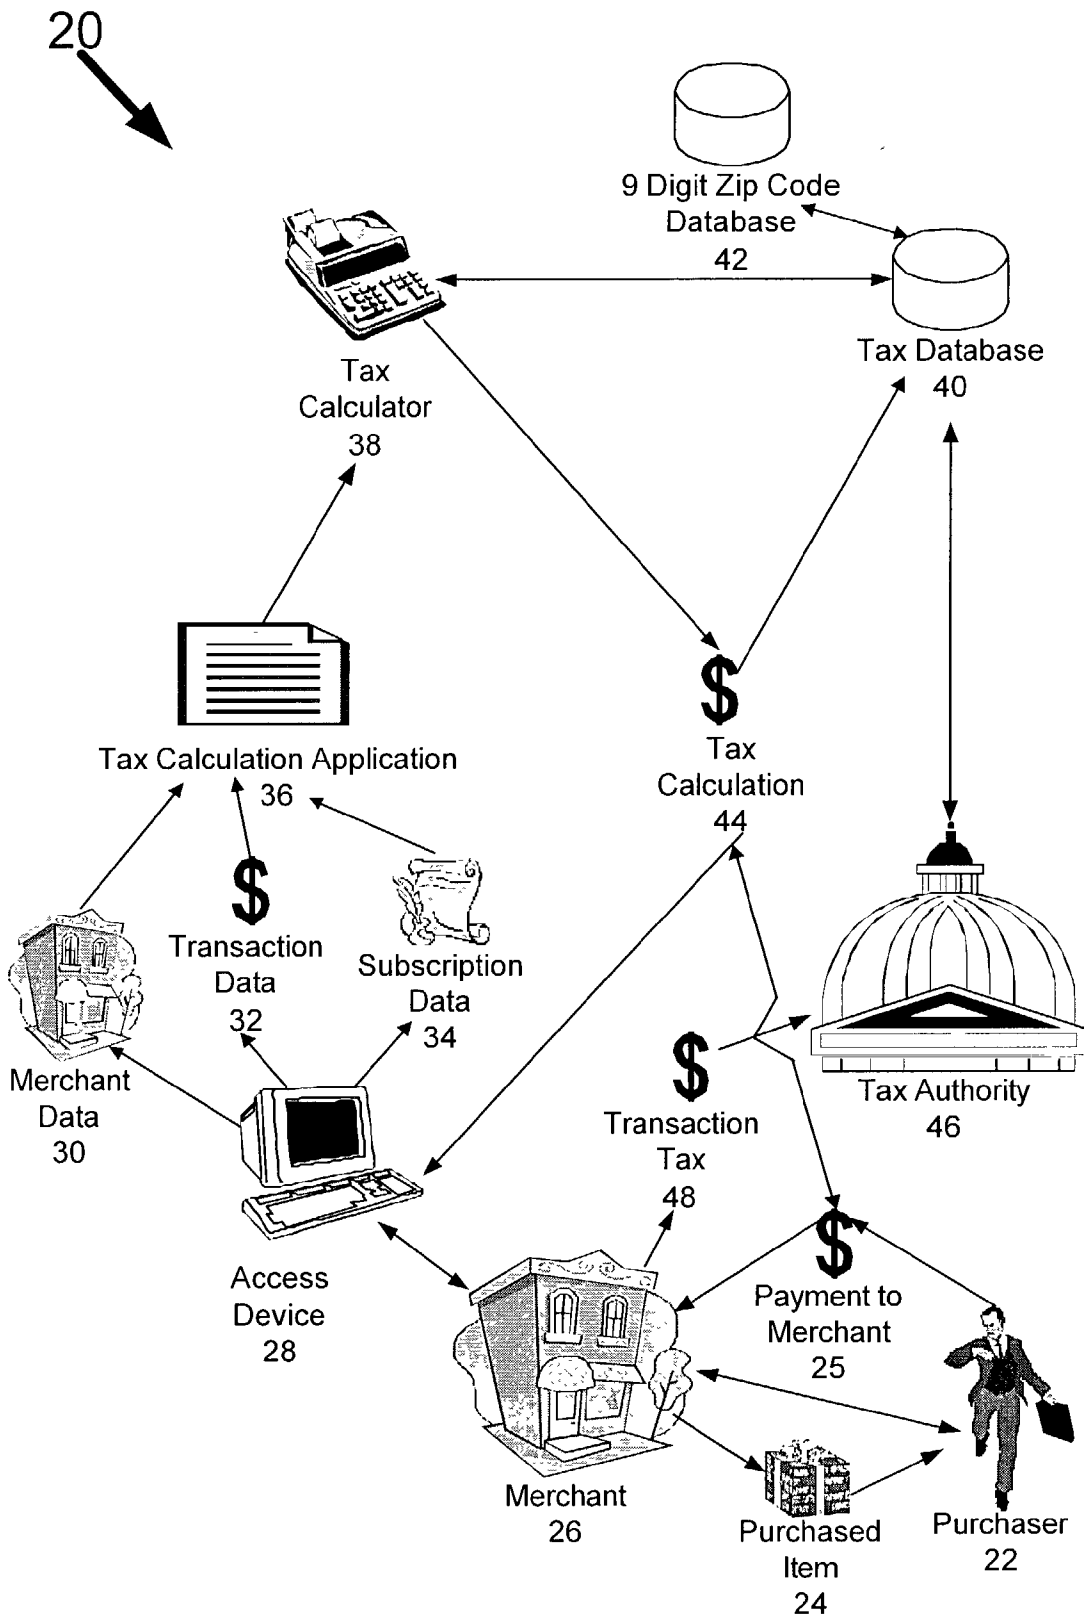 20
9 Digit Zip Code
Database
42
Tax Database
40
Tax
Calculator
38
$
Tax
Calculation
44
Tax Calculation Application
36
$
Transaction
Data
32
Subscription
Data
34
Merchant
Data
30
$
Transaction
Tax
48
Tax Authority
46
Access
Device
28
$
Payment to
Merchant
25
Merchant
26
Purchased
Item
24
Purchaser
22